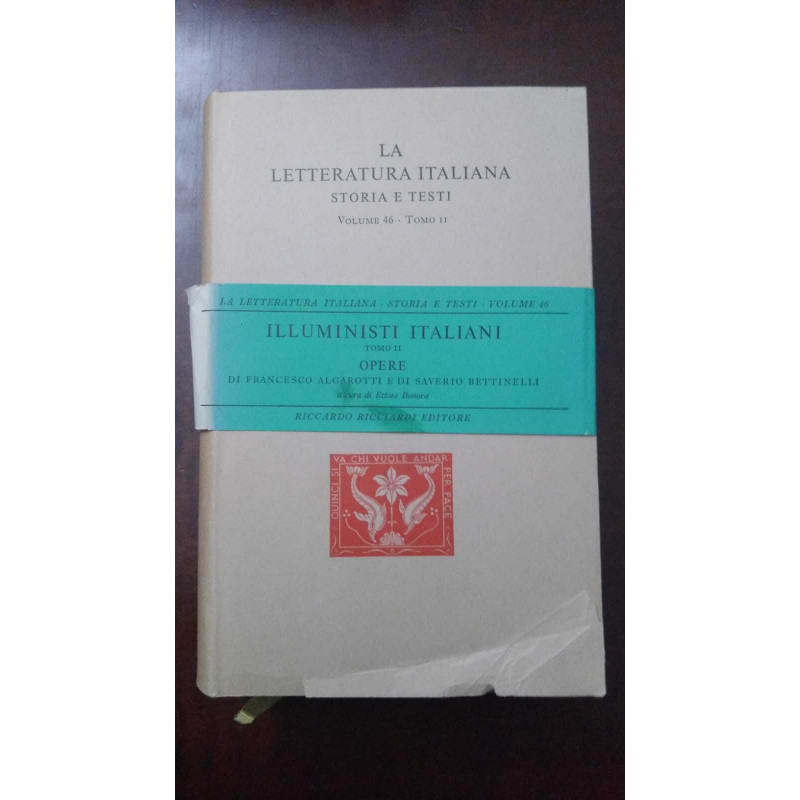 LA
LETTERATURA ITALIANA
STORIA E TESTI
VOLUME 46 · TOMO II
LA LETTERATURA ITALIANA · STORIA E TESTI · VOLUME 46
ILLUMINISTI ITALIANI
TOMO II
OPERE
DI FRANCESCO ALGAROTTI E DI SAVERIO BETTINELLI
a cura di Ettore Bonora
RICCARDO RICCIARDI EDITORE
QUINCI SI VA CHI VUOLE ANDAR PER PACE